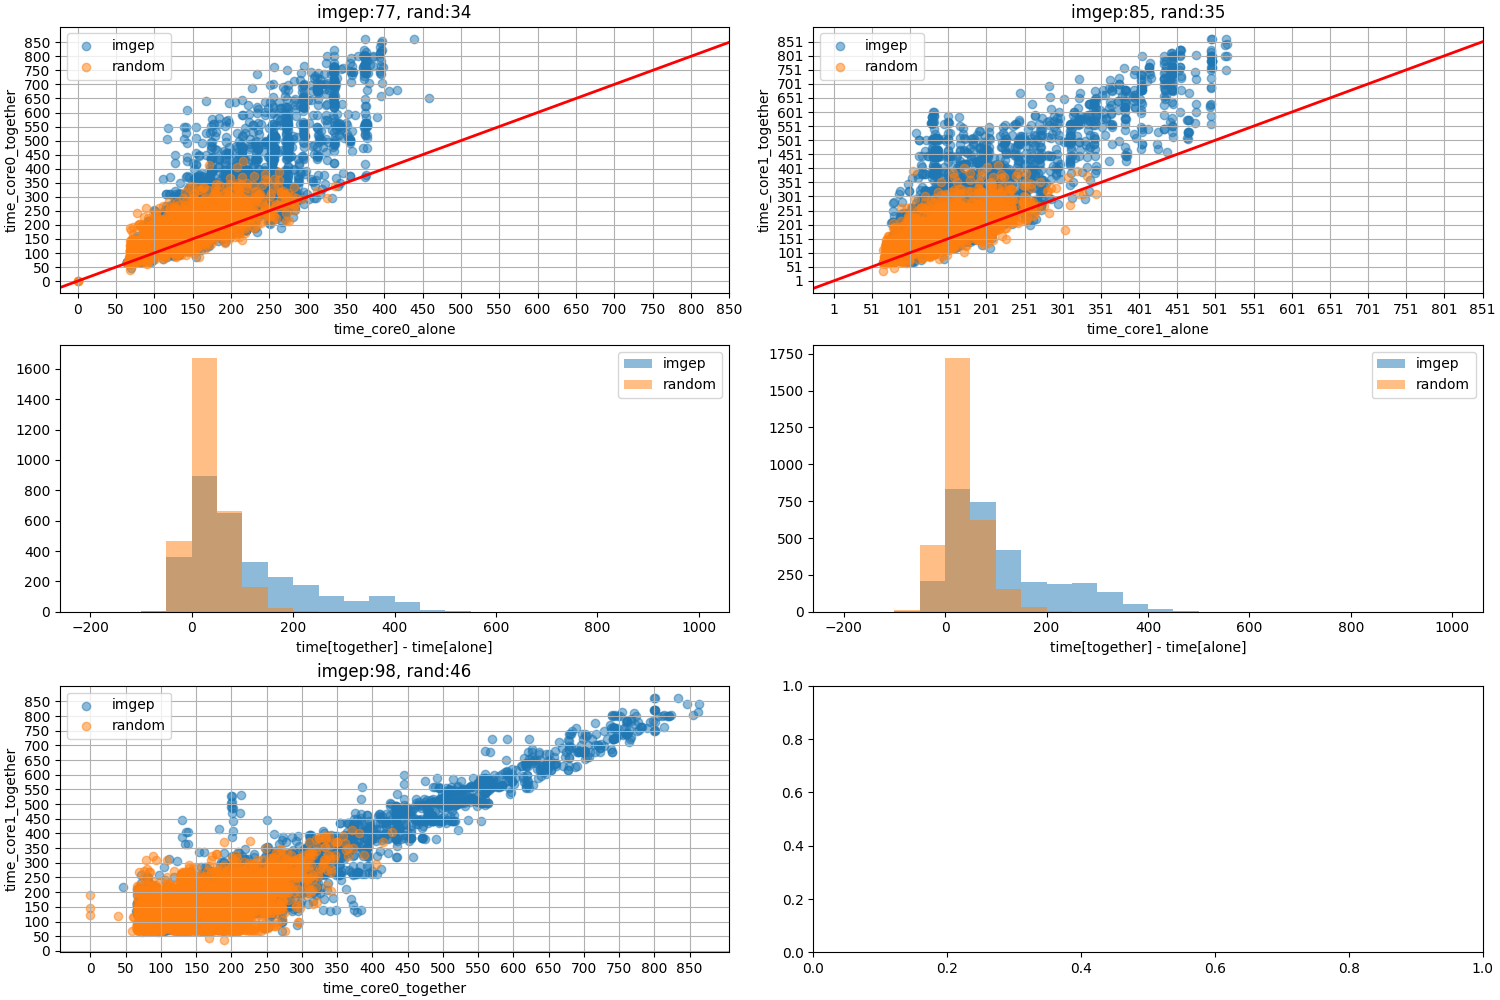 imgep:77, rand:34
imgep
random
time_core0_together
850
800
750
700
650
600
550
500
450
400
350
300
250
200
150
100
50
0
0 50 100 150 200 250 300 350 400 450 500 550 600 650 700 750 800 850
time_core0_alone
imgep:85, rand:35
imgep
random
time_core1_together
851
801
751
701
651
601
551
501
451
401
351
301
251
201
151
101
51
1
1 51 101 151 201 251 301 351 401 451 501 551 601 651 701 751 801 851
time_core1_alone
imgep
random
1600
1400
1200
1000
800
600
400
200
0
−200 0 200 400 600 800 1000
time[together] - time[alone]
imgep
random
1750
1500
1250
1000
750
500
250
0
−200 0 200 400 600 800 1000
time[together] - time[alone]
imgep:98, rand:46
imgep
random
time_core1_together
850
800
750
700
650
600
550
500
450
400
350
300
250
200
150
100
50
0
0 50 100 150 200 250 300 350 400 450 500 550 600 650 700 750 800 850
time_core0_together
1.0
0.8
0.6
0.4
0.2
0.0
0.0 0.2 0.4 0.6 0.8 1.0